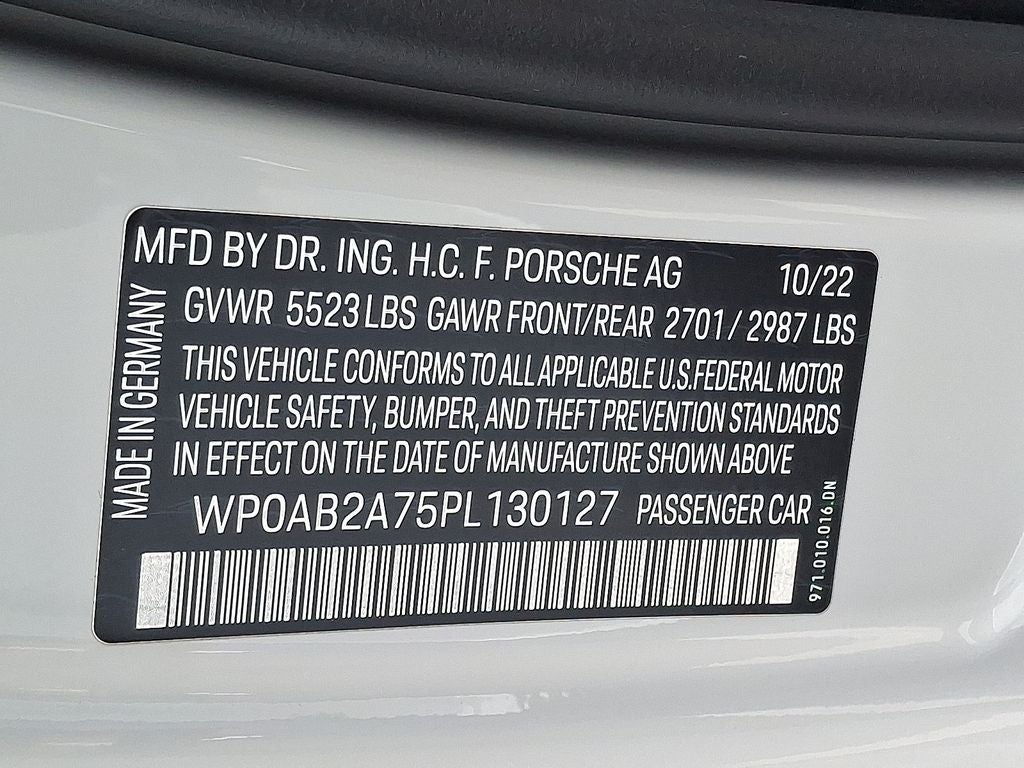 MFD BY DR. ING. H.C. F. PORSCHE AG 10/22
GVWR 5523 LBS GAWR FRONT/REAR 2701 / 2987 LBS
THIS VEHICLE CONFORMS TO ALL APPLICABLE U.S.FEDERAL MOTOR
VEHICLE SAFETY, BUMPER, AND THEFT PREVENTION STANDARDS
IN EFFECT ON THE DATE OF MANUFACTURE SHOWN ABOVE
WP0AB2A75PL130127 PASSENGER CAR
MADE IN GERMANY
971.010.016.DN